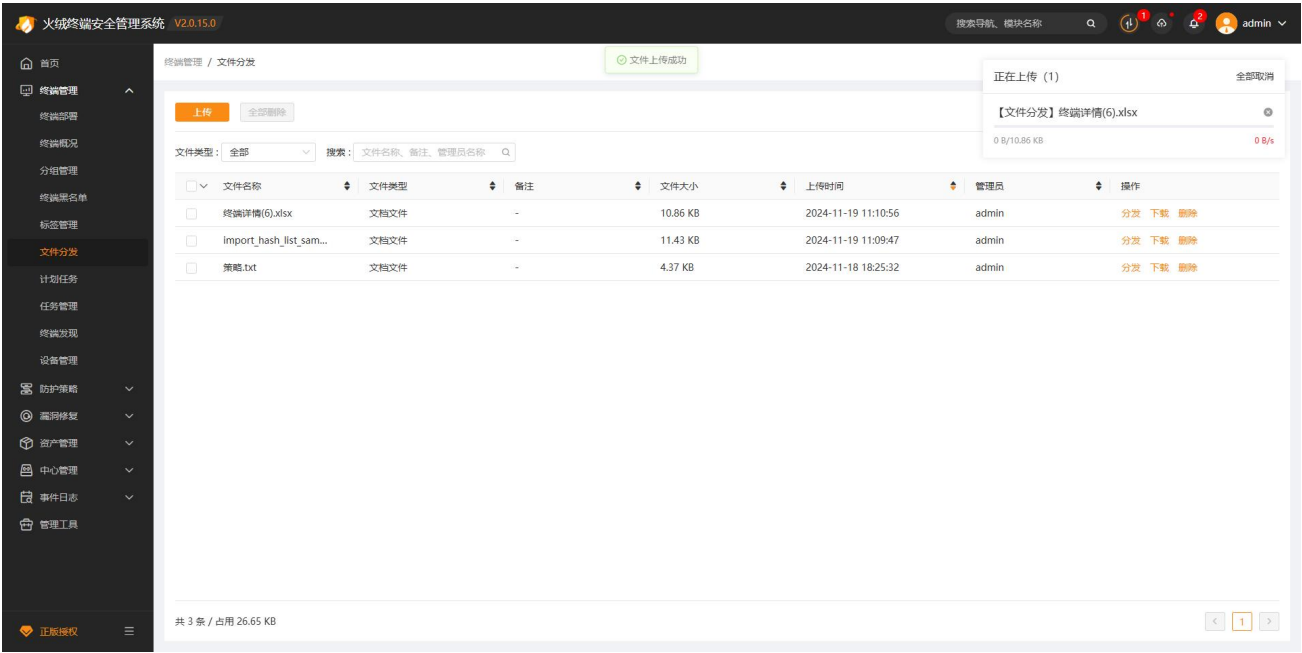 火绒终端安全管理系统 V2.0.15.0 搜索导航、模块名称 1 2 admin
首页
终端管理
终端部署
终端概况
分组管理
终端黑名单
标签管理
文件分发
计划任务
任务管理
终端发现
设备管理
防护策略
漏洞修复
资产管理
中心管理
事件日志
管理工具
正版授权
终端管理 / 文件分发
文件上传成功
正在上传（1） 全部取消
【文件分发】终端详情(6).xlsx
0 B/10.86 KB 0 B/s
上传 全部删除
文件类型： 全部 搜索： 文件名称、备注、管理员名称
文件名称 文件类型 备注 文件大小 上传时间 管理员 操作
终端详情(6).xlsx 文档文件 - 10.86 KB 2024-11-19 11:10:56 admin 分发 下载 删除
import_hash_list_sam... 文档文件 - 11.43 KB 2024-11-19 11:09:47 admin 分发 下载 删除
策略.txt 文档文件 - 4.37 KB 2024-11-18 18:25:32 admin 分发 下载 删除
共 3 条 / 占用 26.65 KB < 1 >